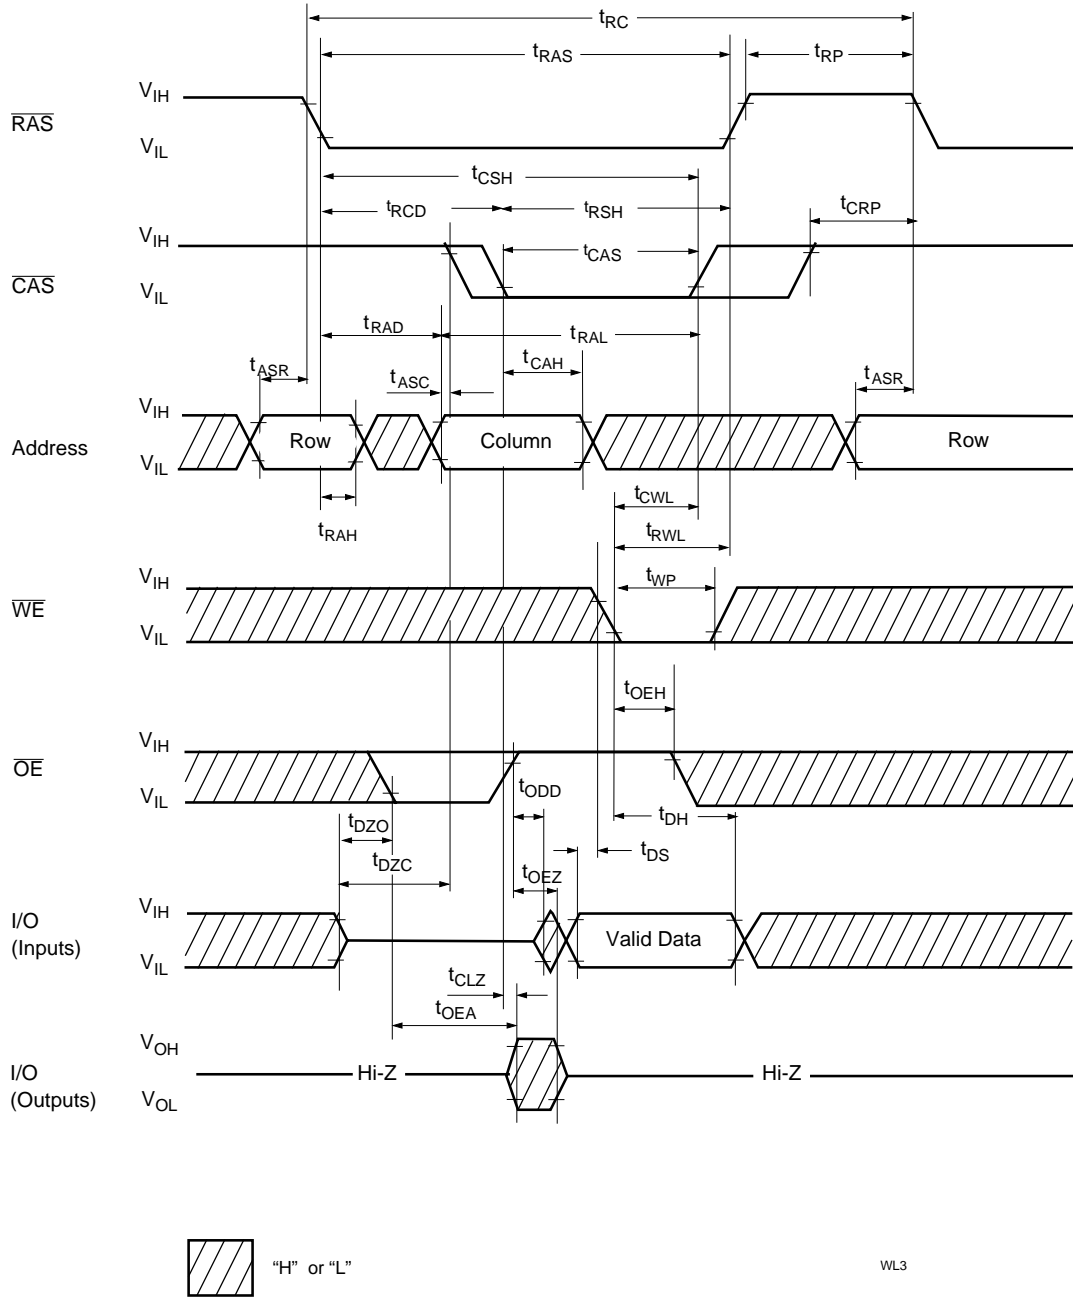 tRC
tRAS
tRP
VIH
RAS
VIL
tCSH
tRCD
tRSH
tCRP
VIH
tCAS
CAS
VIL
tRAD
tRAL
tASR
tASC
tCAH
tASR
VIH
Address
Row
Column
Row
VIL
tCWL
tRAH
tRWL
VIH
tWP
WE
VIL
tOEH
VIH
OE
VIL
tODD
tDH
tDZO
tDS
tDZC
tOEZ
VIH
I/O
(Inputs)
Valid Data
VIL
tCLZ
tOEA
VOH
I/O
(Outputs)
Hi-Z
Hi-Z
VOL
“H” or “L”
WL3